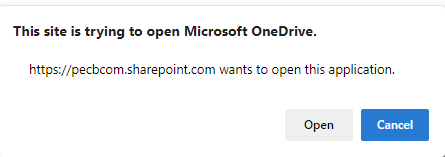 This site is trying to open Microsoft OneDrive.
https://pecbcom.sharepoint.com wants to open this application.
Open
Cancel